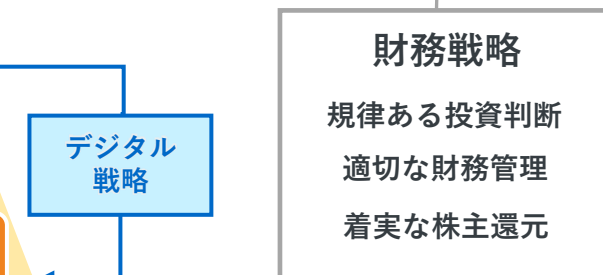 デジタル
戦略
財務戦略
規律ある投資判断
適切な財務管理
着実な株主還元